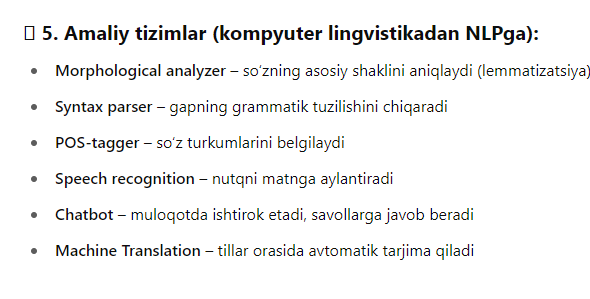 5. Amaliy tizimlar (kompyuter lingvistikadan NLPga):
• Morphological analyzer – so‘zning asosiy shaklini aniqlaydi (lemmatizatsiya)
• Syntax parser – gapning grammatik tuzilishini chiqaradi
• POS-tagger – so‘z turkumlarini belgilaydi
• Speech recognition – nutqni matnga aylantiradi
• Chatbot – muloqotda ishtirok etadi, savollarga javob beradi
• Machine Translation – tillar orasida avtomatik tarjima qiladi